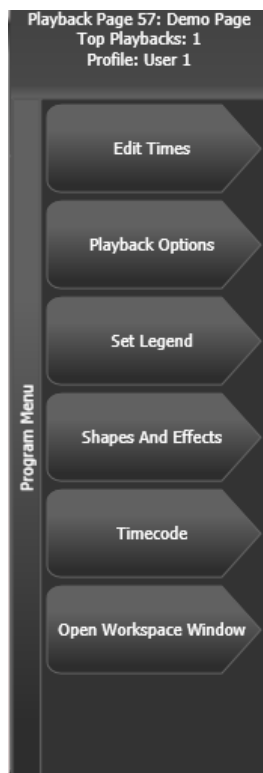 Playback Page 57: Demo Page
Top Playbacks: 1
Profile: User 1
Program Menu
Edit Times
Playback Options
Set Legend
Shapes And Effects
Timecode
Open Workspace Window